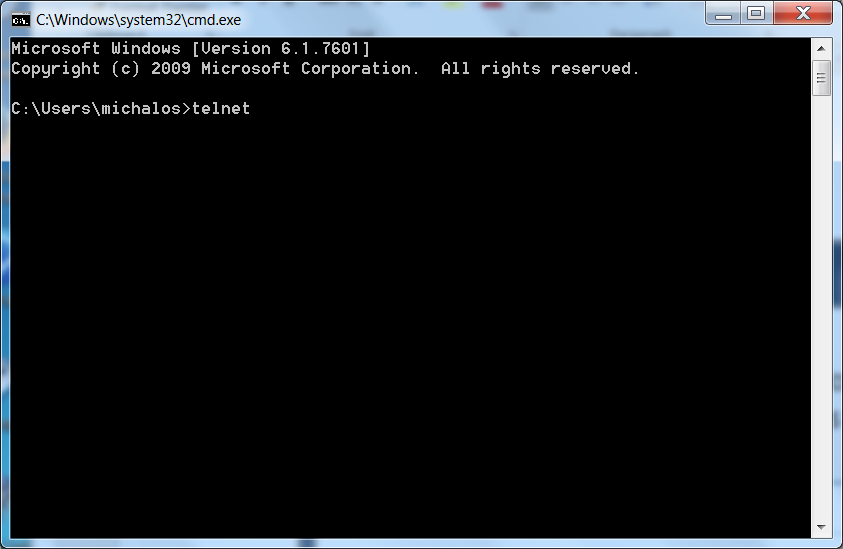 C:\Windows\system32\cmd.exe
Microsoft Windows [Version 6.1.7601]
Copyright (c) 2009 Microsoft Corporation.  All rights reserved.
C:\Users\michalos>telnet